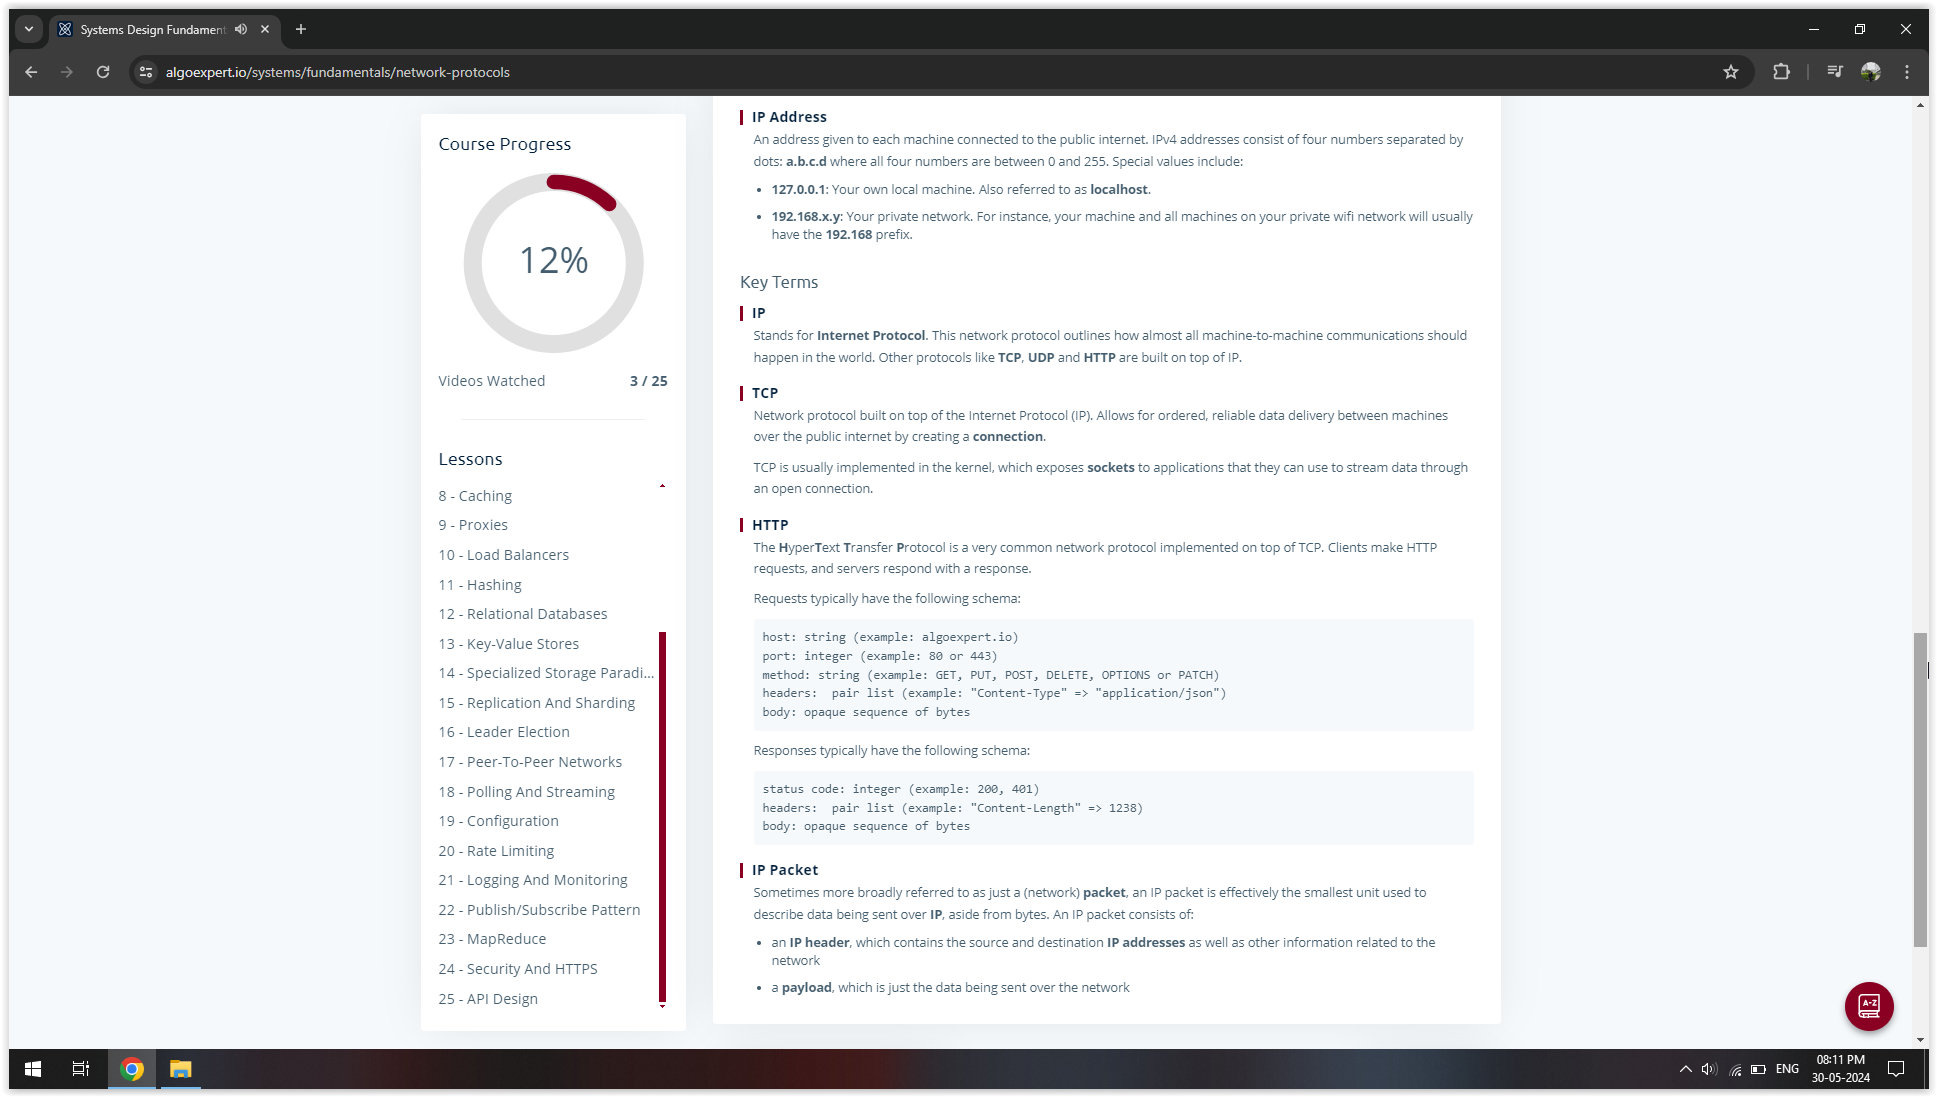 Systems Design Fundament
algoexpert.io/systems/fundamentals/network-protocols
Course Progress
12%
Videos Watched 3 / 25
Lessons
8 - Caching
9 - Proxies
10 - Load Balancers
11 - Hashing
12 - Relational Databases
13 - Key-Value Stores
14 - Specialized Storage Paradi...
15 - Replication And Sharding
16 - Leader Election
17 - Peer-To-Peer Networks
18 - Polling And Streaming
19 - Configuration
20 - Rate Limiting
21 - Logging And Monitoring
22 - Publish/Subscribe Pattern
23 - MapReduce
24 - Security And HTTPS
25 - API Design
IP Address
An address given to each machine connected to the public internet. IPv4 addresses consist of four numbers separated by
dots: a.b.c.d where all four numbers are between 0 and 255. Special values include:
• 127.0.0.1: Your own local machine. Also referred to as localhost.
• 192.168.x.y: Your private network. For instance, your machine and all machines on your private wifi network will usually
have the 192.168 prefix.
Key Terms
IP
Stands for Internet Protocol. This network protocol outlines how almost all machine-to-machine communications should
happen in the world. Other protocols like TCP, UDP and HTTP are built on top of IP.
TCP
Network protocol built on top of the Internet Protocol (IP). Allows for ordered, reliable data delivery between machines
over the public internet by creating a connection.
TCP is usually implemented in the kernel, which exposes sockets to applications that they can use to stream data through
an open connection.
HTTP
The HyperText Transfer Protocol is a very common network protocol implemented on top of TCP. Clients make HTTP
requests, and servers respond with a response.
Requests typically have the following schema:
host: string (example: algoexpert.io)
port: integer (example: 80 or 443)
method: string (example: GET, PUT, POST, DELETE, OPTIONS or PATCH)
headers:  pair list (example: "Content-Type" => "application/json")
body: opaque sequence of bytes
Responses typically have the following schema:
status code: integer (example: 200, 401)
headers:  pair list (example: "Content-Length" => 1238)
body: opaque sequence of bytes
IP Packet
Sometimes more broadly referred to as just a (network) packet, an IP packet is effectively the smallest unit used to
describe data being sent over IP, aside from bytes. An IP packet consists of:
• an IP header, which contains the source and destination IP addresses as well as other information related to the
network
• a payload, which is just the data being sent over the network
A-Z
ENG
08:11 PM
30-05-2024